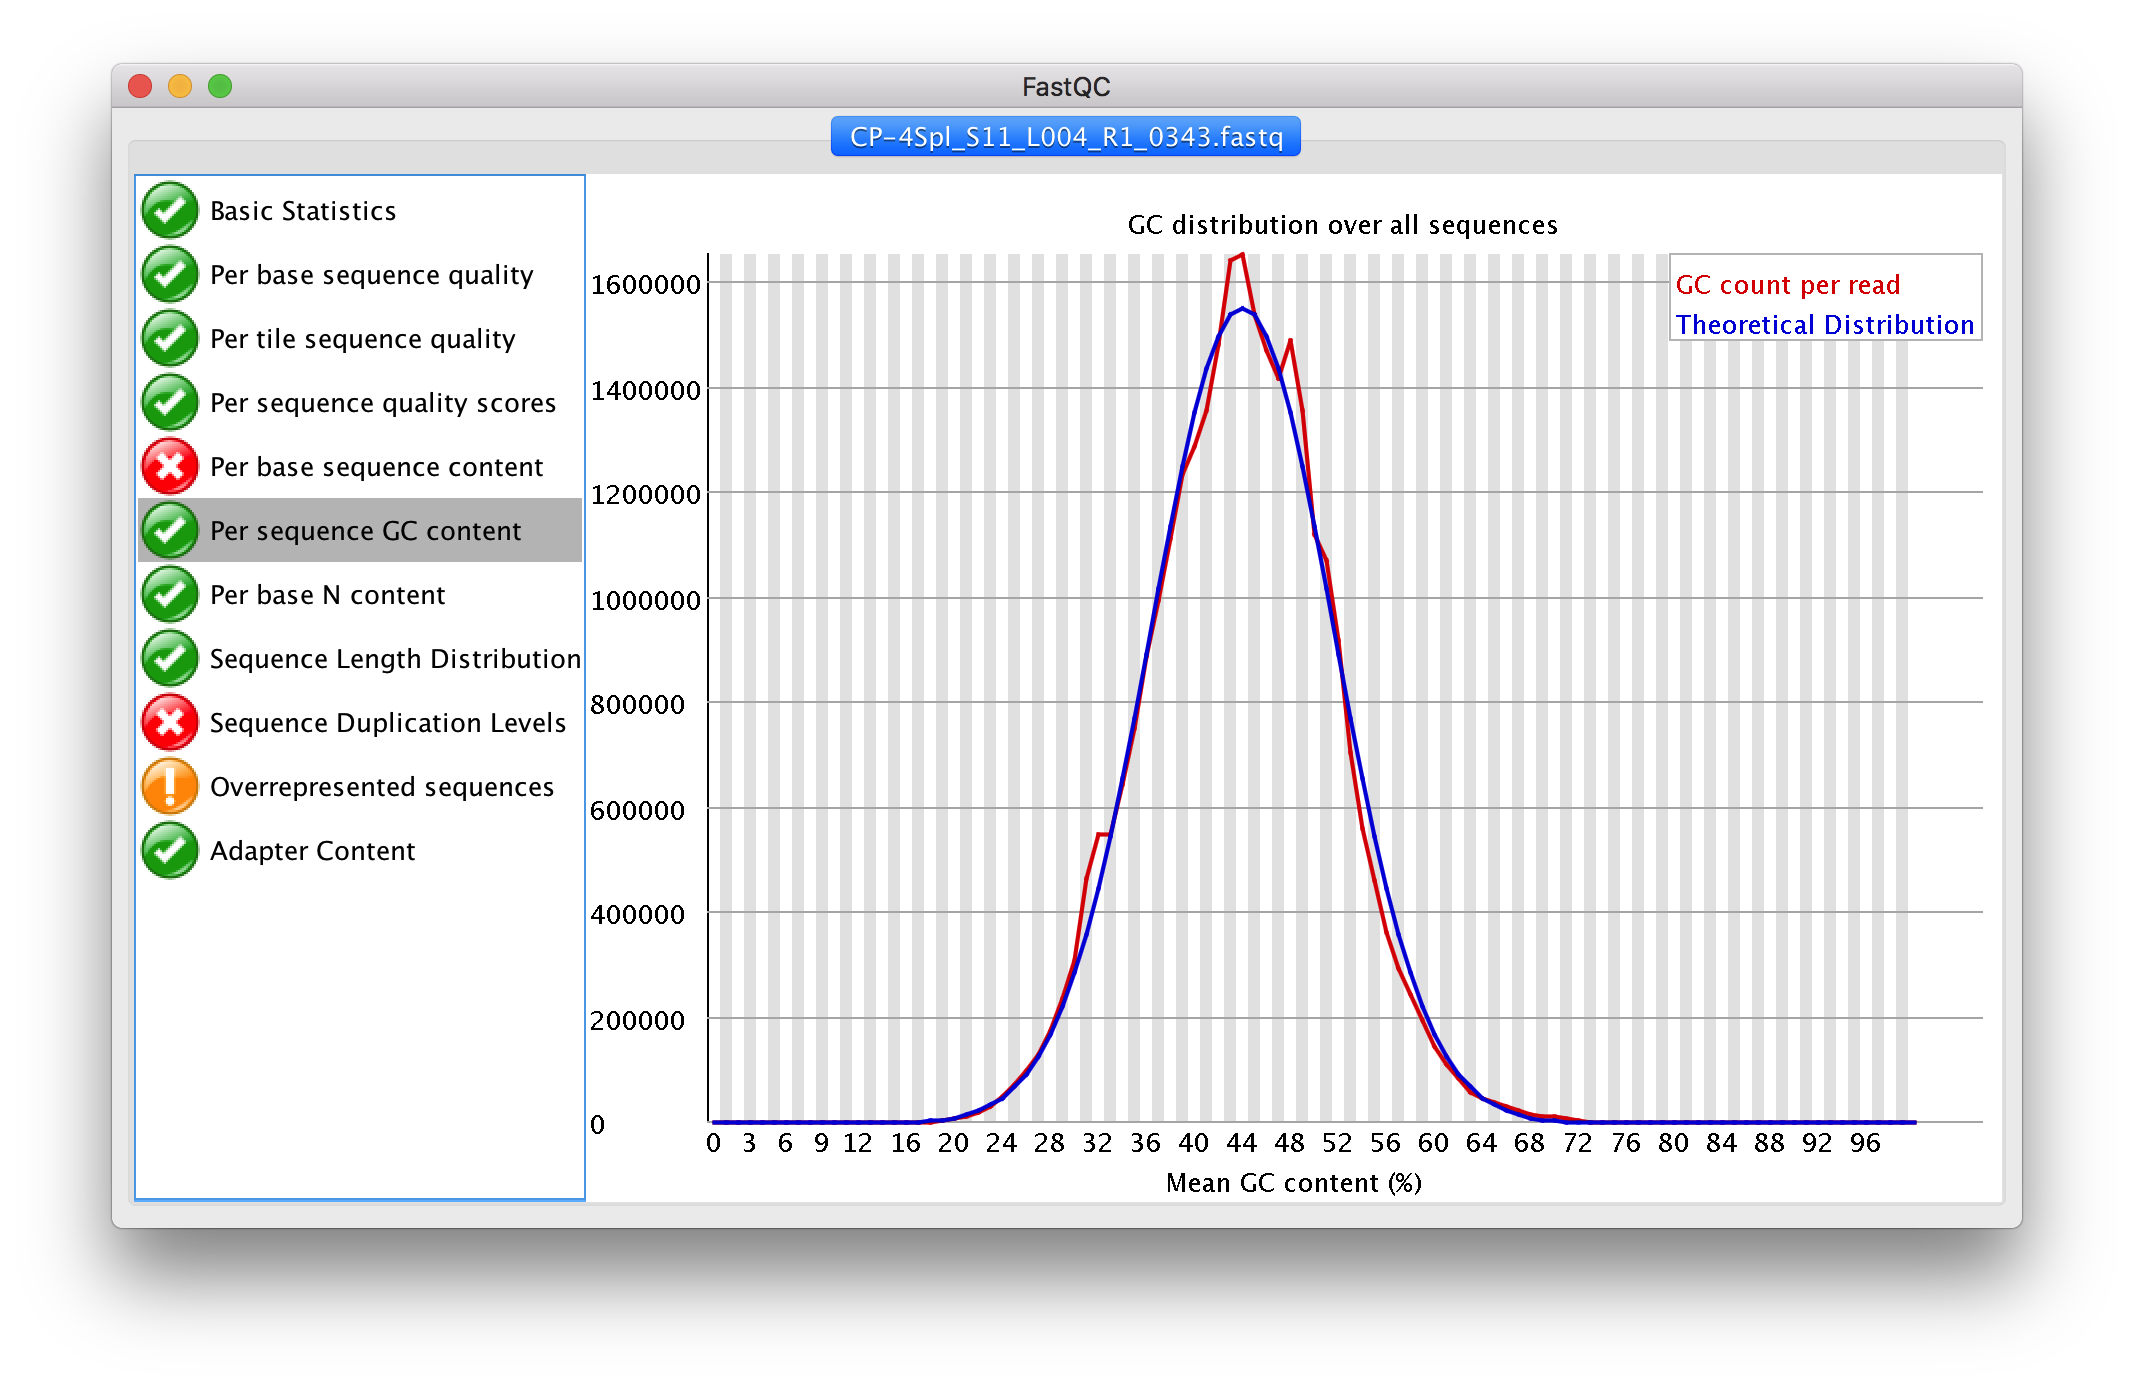 FastQC
CP-4Spl_S11_L004_R1_0343.fastq
Basic Statistics
Per base sequence quality
Per tile sequence quality
Per sequence quality scores
Per base sequence content
Per sequence GC content
Per base N content
Sequence Length Distribution
Sequence Duplication Levels
Overrepresented sequences
Adapter Content
GC distribution over all sequences
GC count per read
Theoretical Distribution
1600000
1400000
1200000
1000000
800000
600000
400000
200000
0
0 3 6 9 12 16 20 24 28 32 36 40 44 48 52 56 60 64 68 72 76 80 84 88 92 96
Mean GC content (%)